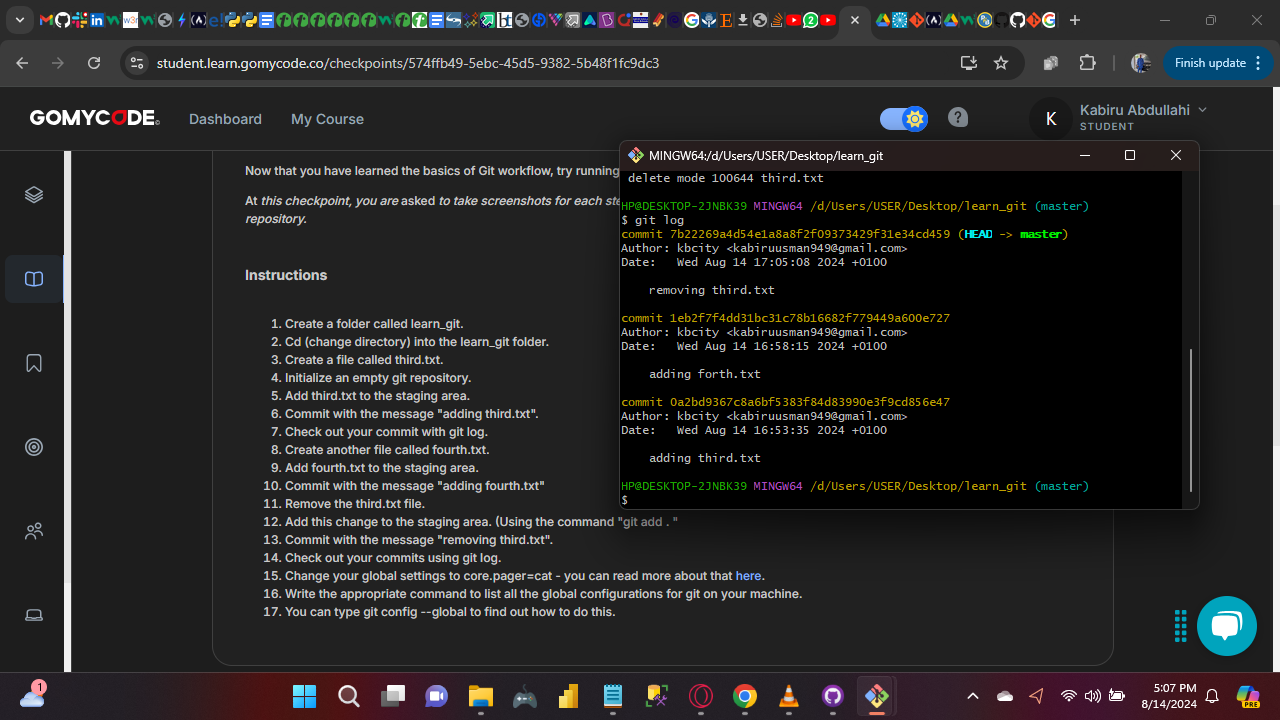 student.learn.gomycode.co/checkpoints/574ffb49-5ebc-45d5-9382-5b48f1fc9dc3
Finish update
GOMYCODE
Dashboard
My Course
K
Kabiru Abdullahi
STUDENT
Now that you have learned the basics of Git workflow, try running
At this checkpoint, you are asked to take screenshots for each ste
repository.
Instructions
1. Create a folder called learn_git.
2. Cd (change directory) into the learn_git folder.
3. Create a file called third.txt.
4. Initialize an empty git repository.
5. Add third.txt to the staging area.
6. Commit with the message "adding third.txt".
7. Check out your commit with git log.
8. Create another file called fourth.txt.
9. Add fourth.txt to the staging area.
10. Commit with the message "adding fourth.txt"
11. Remove the third.txt file.
12. Add this change to the staging area. (Using the command "git add . "
13. Commit with the message "removing third.txt".
14. Check out your commits using git log.
15. Change your global settings to core.pager=cat - you can read more about that here.
16. Write the appropriate command to list all the global configurations for git on your machine.
17. You can type git config --global to find out how to do this.
MINGW64:/d/Users/USER/Desktop/learn_git
delete mode 100644 third.txt
HP@DESKTOP-2JNBK39 MINGW64 /d/Users/USER/Desktop/learn_git (master)
$ git log
commit 7b22269a4d54e1a8a8f2f09373429f31e34cd459 (HEAD -> master)
Author: kbcity <kabiruusman949@gmail.com>
Date:   Wed Aug 14 17:05:08 2024 +0100
removing third.txt
commit 1eb2f7f4dd31bc31c78b16682f779449a600e727
Author: kbcity <kabiruusman949@gmail.com>
Date:   Wed Aug 14 16:58:15 2024 +0100
adding forth.txt
commit 0a2bd9367c8a6bf5383f84d83990e3f9cd856e47
Author: kbcity <kabiruusman949@gmail.com>
Date:   Wed Aug 14 16:53:35 2024 +0100
adding third.txt
HP@DESKTOP-2JNBK39 MINGW64 /d/Users/USER/Desktop/learn_git (master)
$
1
5:07 PM
8/14/2024
PRE